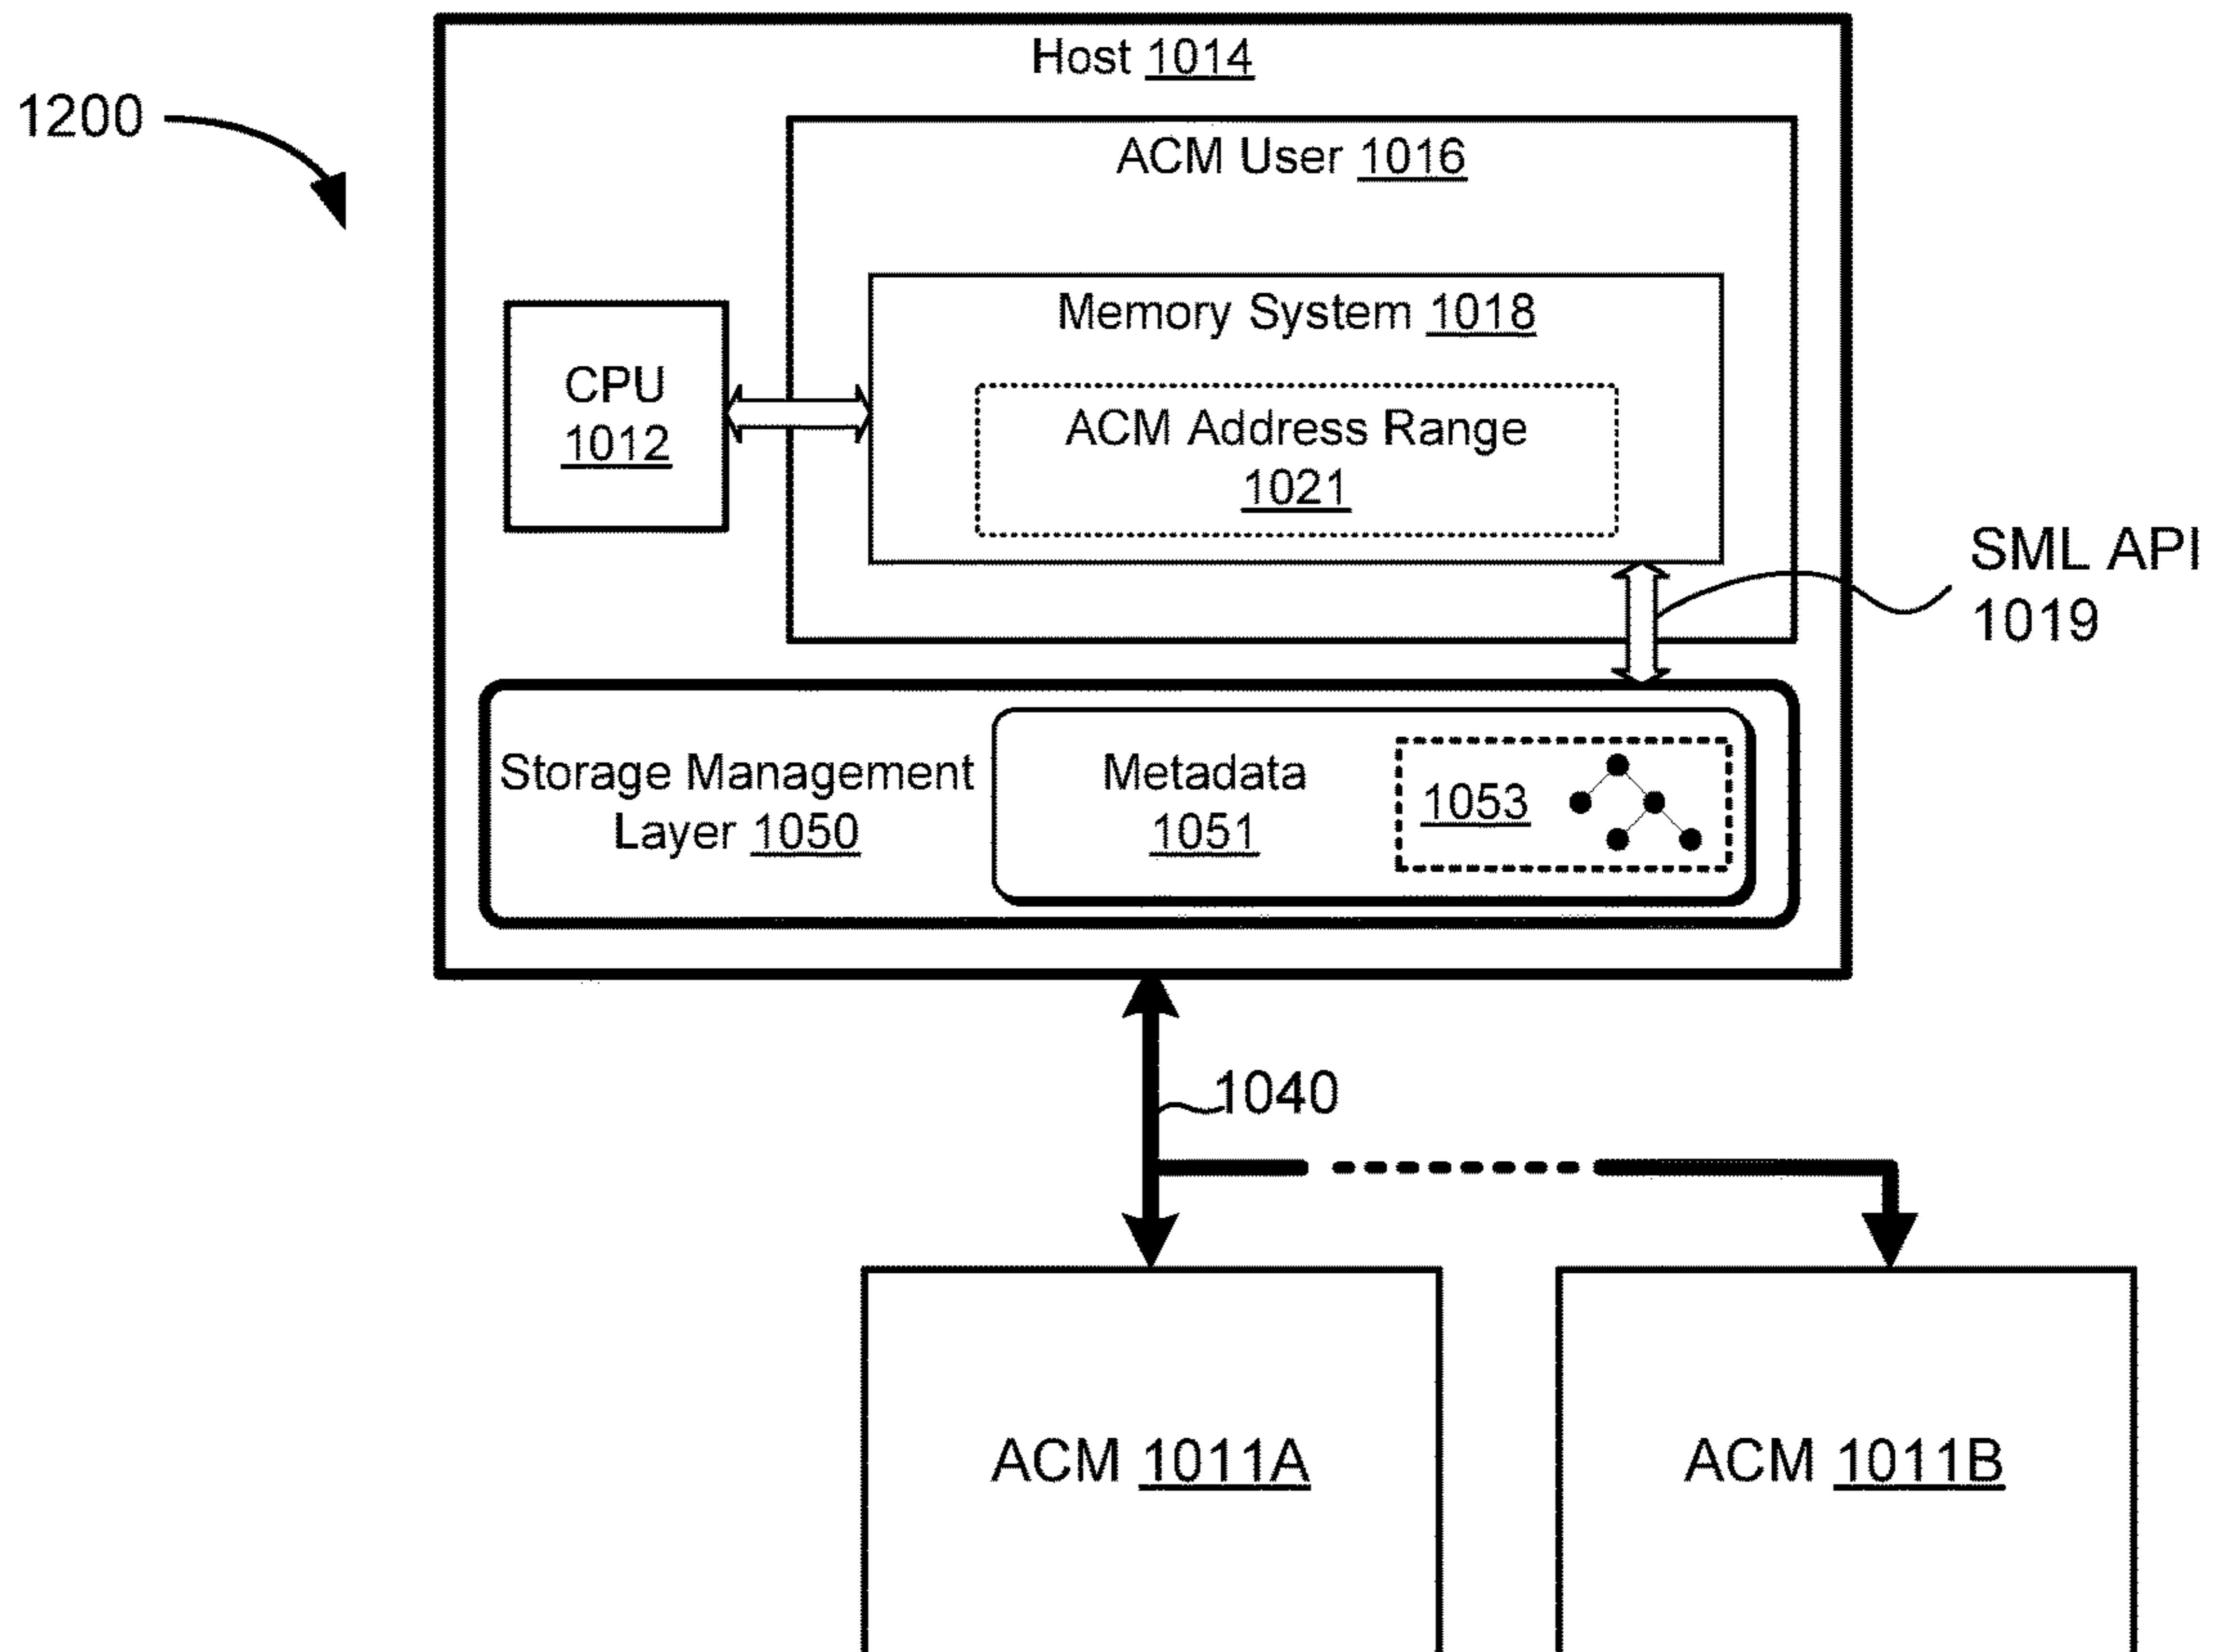 Host 1014
1200
ACM User 1016
Memory System 1018
CPU
1012
ACM Address Range
1021
SML API
1019
Storage Management
Layer 1050
Metadata
1051
1053
1040
ACM 1011A
ACM 1011B